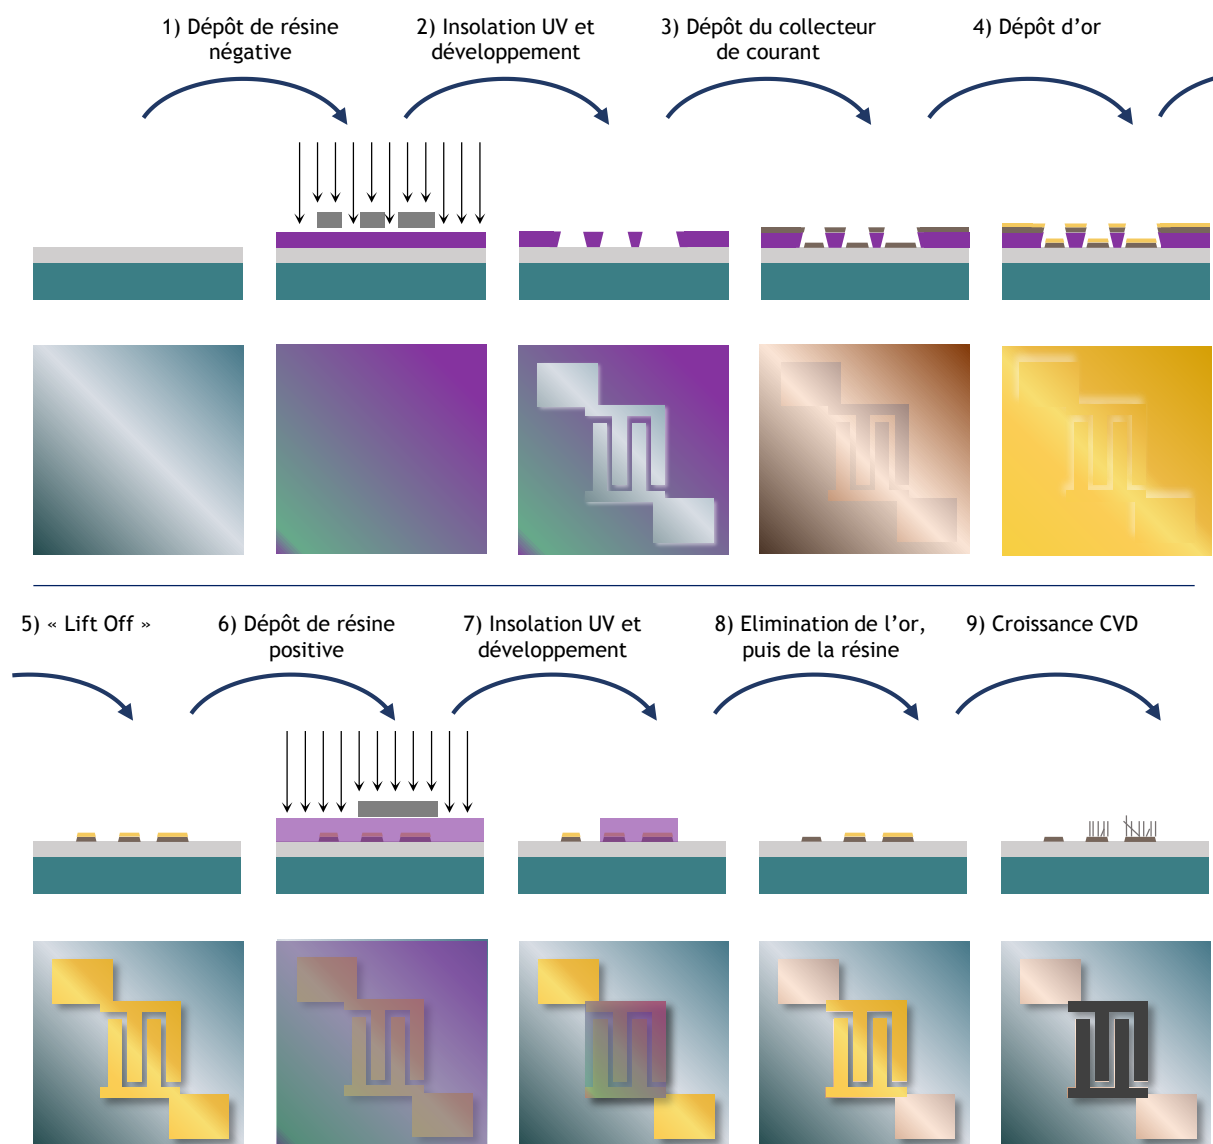 1) Dépôt de résine
négative
2) Insolation UV et
développement
3) Dépôt du collecteur
de courant
4) Dépôt d’or
5) « Lift Off »
6) Dépôt de résine
positive
7) Insolation UV et
développement
8) Elimination de l’or,
puis de la résine
9) Croissance CVD